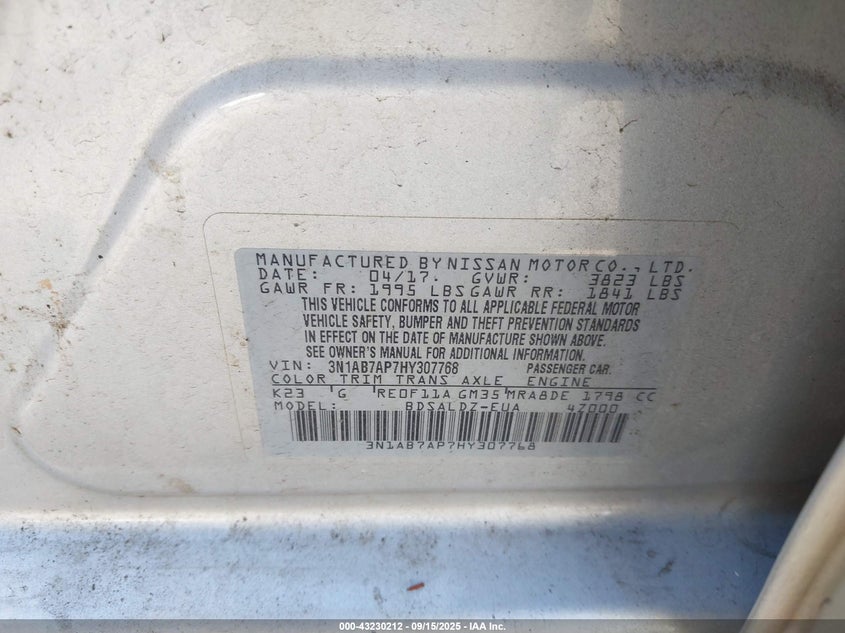 MANUFACTURED BY NISSAN MOTOR CO., LTD.
DATE: 04/17. GVWR: 3823 LBS
GAWR FR: 1995 LBS GAWR RR: 1841 LBS
THIS VEHICLE CONFORMS TO ALL APPLICABLE FEDERAL MOTOR
VEHICLE SAFETY, BUMPER AND THEFT PREVENTION STANDARDS
IN EFFECT ON THE DATE OF MANUFACTURE SHOWN ABOVE.
SEE OWNER'S MANUAL FOR ADDITIONAL INFORMATION.
VIN: 3N1AB7AP7HY307768 PASSENGER CAR.
COLOR TRIM TRANS AXLE ENGINE
K23 G RE0F11A GM35 MRA8DE 1798 CC
MODEL: BDSALDZ-EUA 47000
3N1AB7AP7HY307768
000-43230212 - 09/15/2025 - IAA Inc.